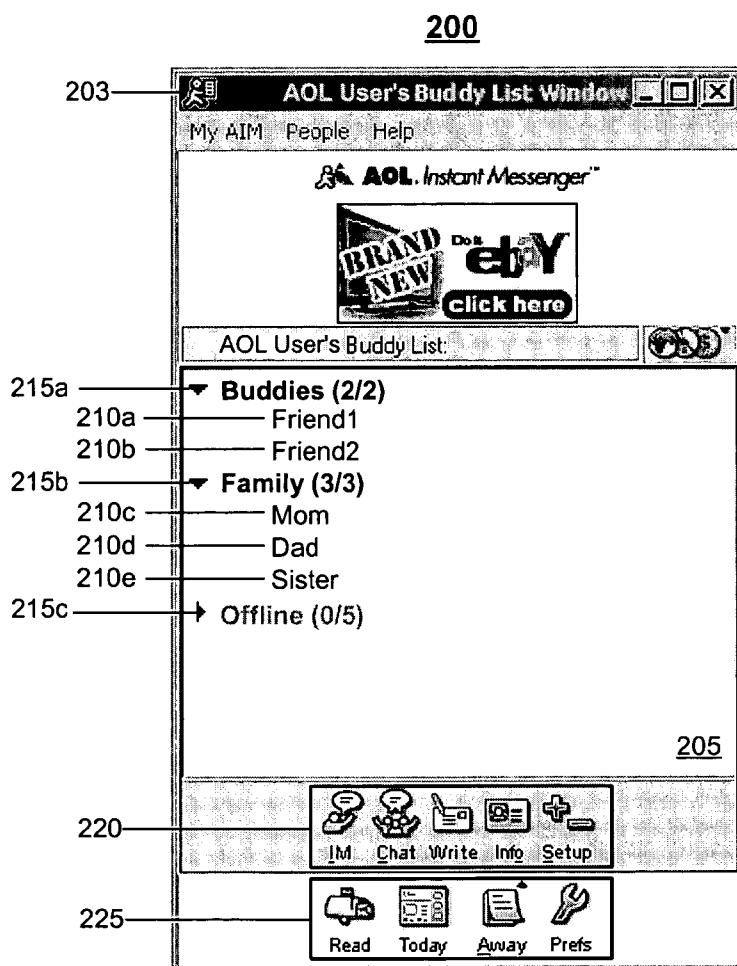 200
203 AOL User's Buddy List Window
My AIM People Help
AOL Instant Messenger™
BRAND NEW Do It ebaY
click here
AOL User's Buddy List:
215a Buddies (2/2)
210a Friend1
210b Friend2
215b Family (3/3)
210c Mom
210d Dad
210e Sister
215c Offline (0/5)
205
220 IM Chat Write Info Setup
225 Read Today Away Prefs